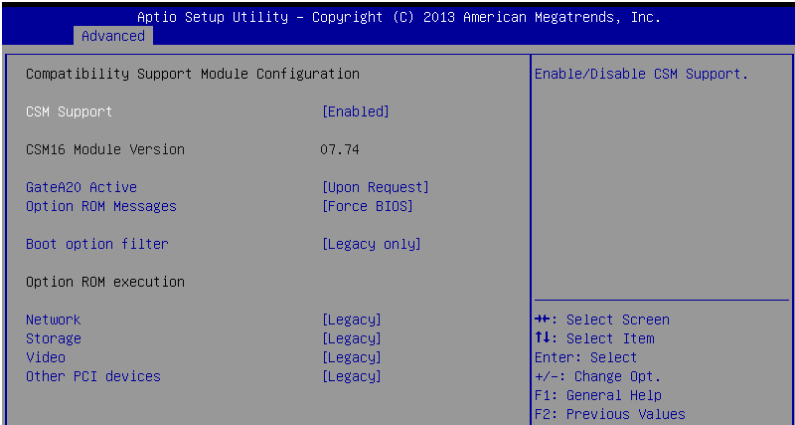 Aptio Setup Utility – Copyright (C) 2013 American Megatrends, Inc.
Advanced
Compatibility Support Module Configuration
CSM Support [Enabled]
CSM16 Module Version 07.74
GateA20 Active [Upon Request]
Option ROM Messages [Force BIOS]
Boot option filter [Legacy only]
Option ROM execution
Network [Legacy]
Storage [Legacy]
Video [Legacy]
Other PCI devices [Legacy]
Enable/Disable CSM Support.
→←: Select Screen
↑↓: Select Item
Enter: Select
+/-: Change Opt.
F1: General Help
F2: Previous Values